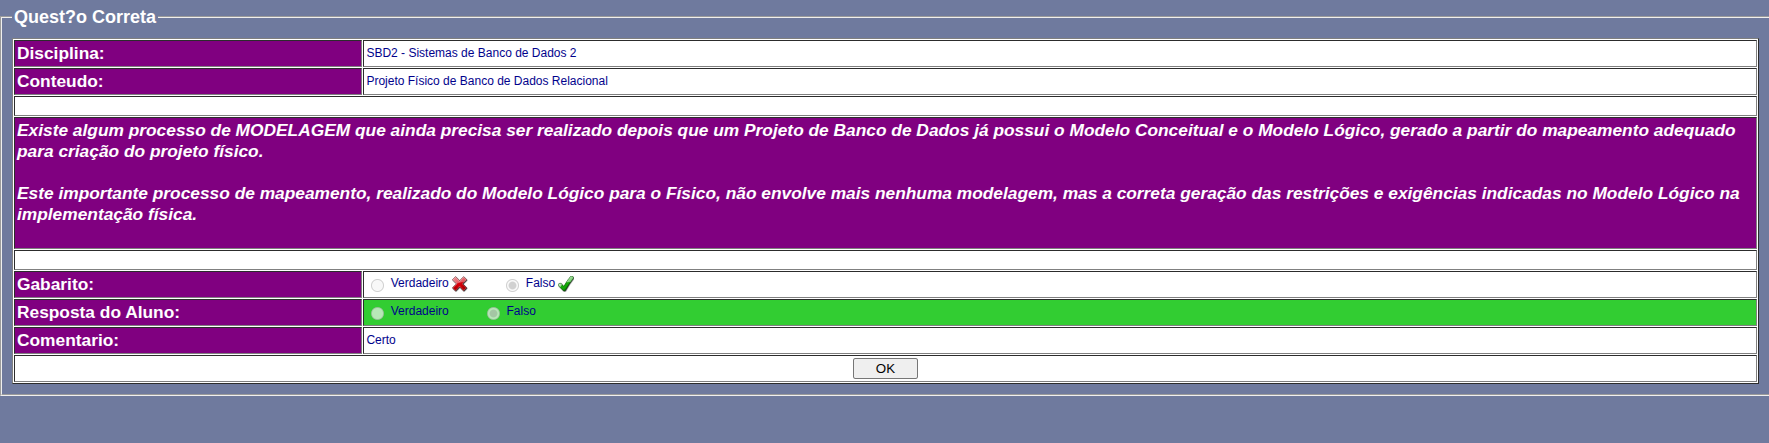 Quest?o Correta
Disciplina: SBD2 - Sistemas de Banco de Dados 2
Conteudo: Projeto Físico de Banco de Dados Relacional
Existe algum processo de MODELAGEM que ainda precisa ser realizado depois que um Projeto de Banco de Dados já possui o Modelo Conceitual e o Modelo Lógico, gerado a partir do mapeamento adequado
para criação do projeto físico.
Este importante processo de mapeamento, realizado do Modelo Lógico para o Físico, não envolve mais nenhuma modelagem, mas a correta geração das restrições e exigências indicadas no Modelo Lógico na
implementação física.
Gabarito: Verdadeiro Falso
Resposta do Aluno: Verdadeiro Falso
Comentario: Certo
OK